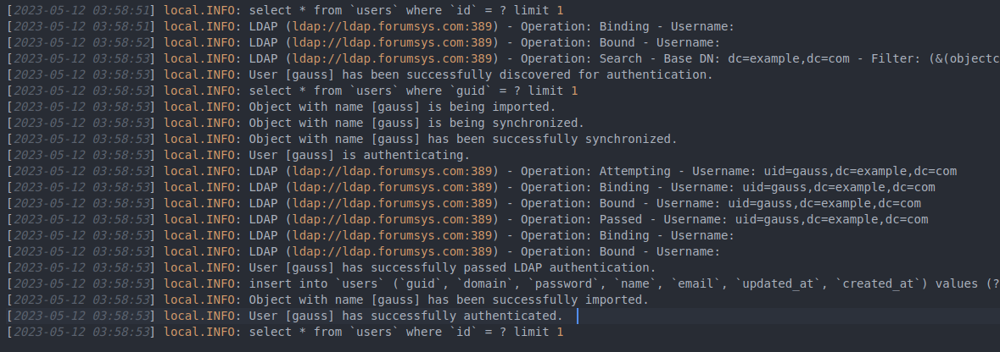 [2023-05-12 03:58:51] local.INFO: select * from `users` where `id` = ? limit 1
[2023-05-12 03:58:51] local.INFO: LDAP (ldap://ldap.forumsys.com:389) - Operation: Binding - Username:
[2023-05-12 03:58:52] local.INFO: LDAP (ldap://ldap.forumsys.com:389) - Operation: Bound - Username:
[2023-05-12 03:58:53] local.INFO: LDAP (ldap://ldap.forumsys.com:389) - Operation: Search - Base DN: dc=example,dc=com - Filter: (&(objectc
[2023-05-12 03:58:53] local.INFO: User [gauss] has been successfully discovered for authentication.
[2023-05-12 03:58:53] local.INFO: select * from `users` where `guid` = ? limit 1
[2023-05-12 03:58:53] local.INFO: Object with name [gauss] is being imported.
[2023-05-12 03:58:53] local.INFO: Object with name [gauss] is being synchronized.
[2023-05-12 03:58:53] local.INFO: Object with name [gauss] has been successfully synchronized.
[2023-05-12 03:58:53] local.INFO: User [gauss] is authenticating.
[2023-05-12 03:58:53] local.INFO: LDAP (ldap://ldap.forumsys.com:389) - Operation: Attempting - Username: uid=gauss,dc=example,dc=com
[2023-05-12 03:58:53] local.INFO: LDAP (ldap://ldap.forumsys.com:389) - Operation: Binding - Username: uid=gauss,dc=example,dc=com
[2023-05-12 03:58:53] local.INFO: LDAP (ldap://ldap.forumsys.com:389) - Operation: Bound - Username: uid=gauss,dc=example,dc=com
[2023-05-12 03:58:53] local.INFO: LDAP (ldap://ldap.forumsys.com:389) - Operation: Passed - Username: uid=gauss,dc=example,dc=com
[2023-05-12 03:58:53] local.INFO: LDAP (ldap://ldap.forumsys.com:389) - Operation: Binding - Username:
[2023-05-12 03:58:53] local.INFO: LDAP (ldap://ldap.forumsys.com:389) - Operation: Bound - Username:
[2023-05-12 03:58:53] local.INFO: User [gauss] has successfully passed LDAP authentication.
[2023-05-12 03:58:53] local.INFO: insert into `users` (`guid`, `domain`, `password`, `name`, `email`, `updated_at`, `created_at`) values (?
[2023-05-12 03:58:53] local.INFO: Object with name [gauss] has been successfully imported.
[2023-05-12 03:58:53] local.INFO: User [gauss] has successfully authenticated.
[2023-05-12 03:58:53] local.INFO: select * from `users` where `id` = ? limit 1